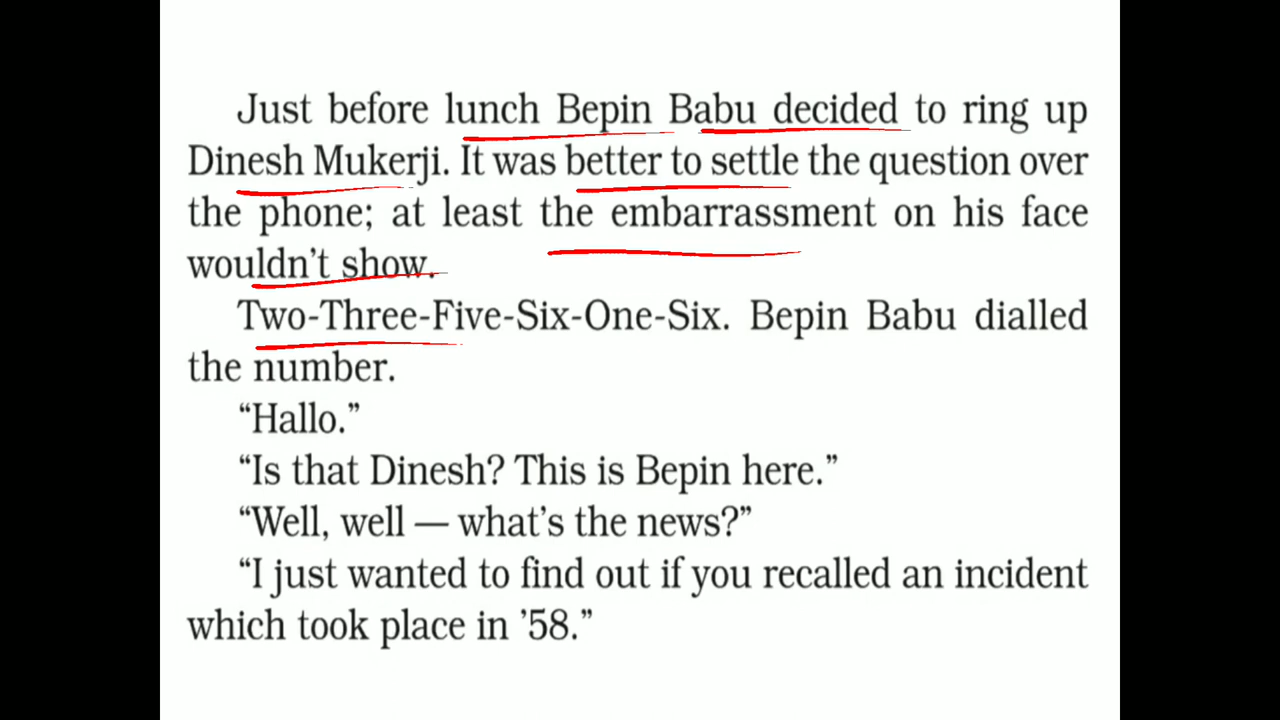 Just before lunch Bepin Babu decided to ring up
Dinesh Mukerji. It was better to settle the question over
the phone; at least the embarrassment on his face
wouldn’t show.
Two-Three-Five-Six-One-Six. Bepin Babu dialled
the number.
“Hallo.”
“Is that Dinesh? This is Bepin here.”
“Well, well — what’s the news?”
“I just wanted to find out if you recalled an incident
which took place in ’58.”